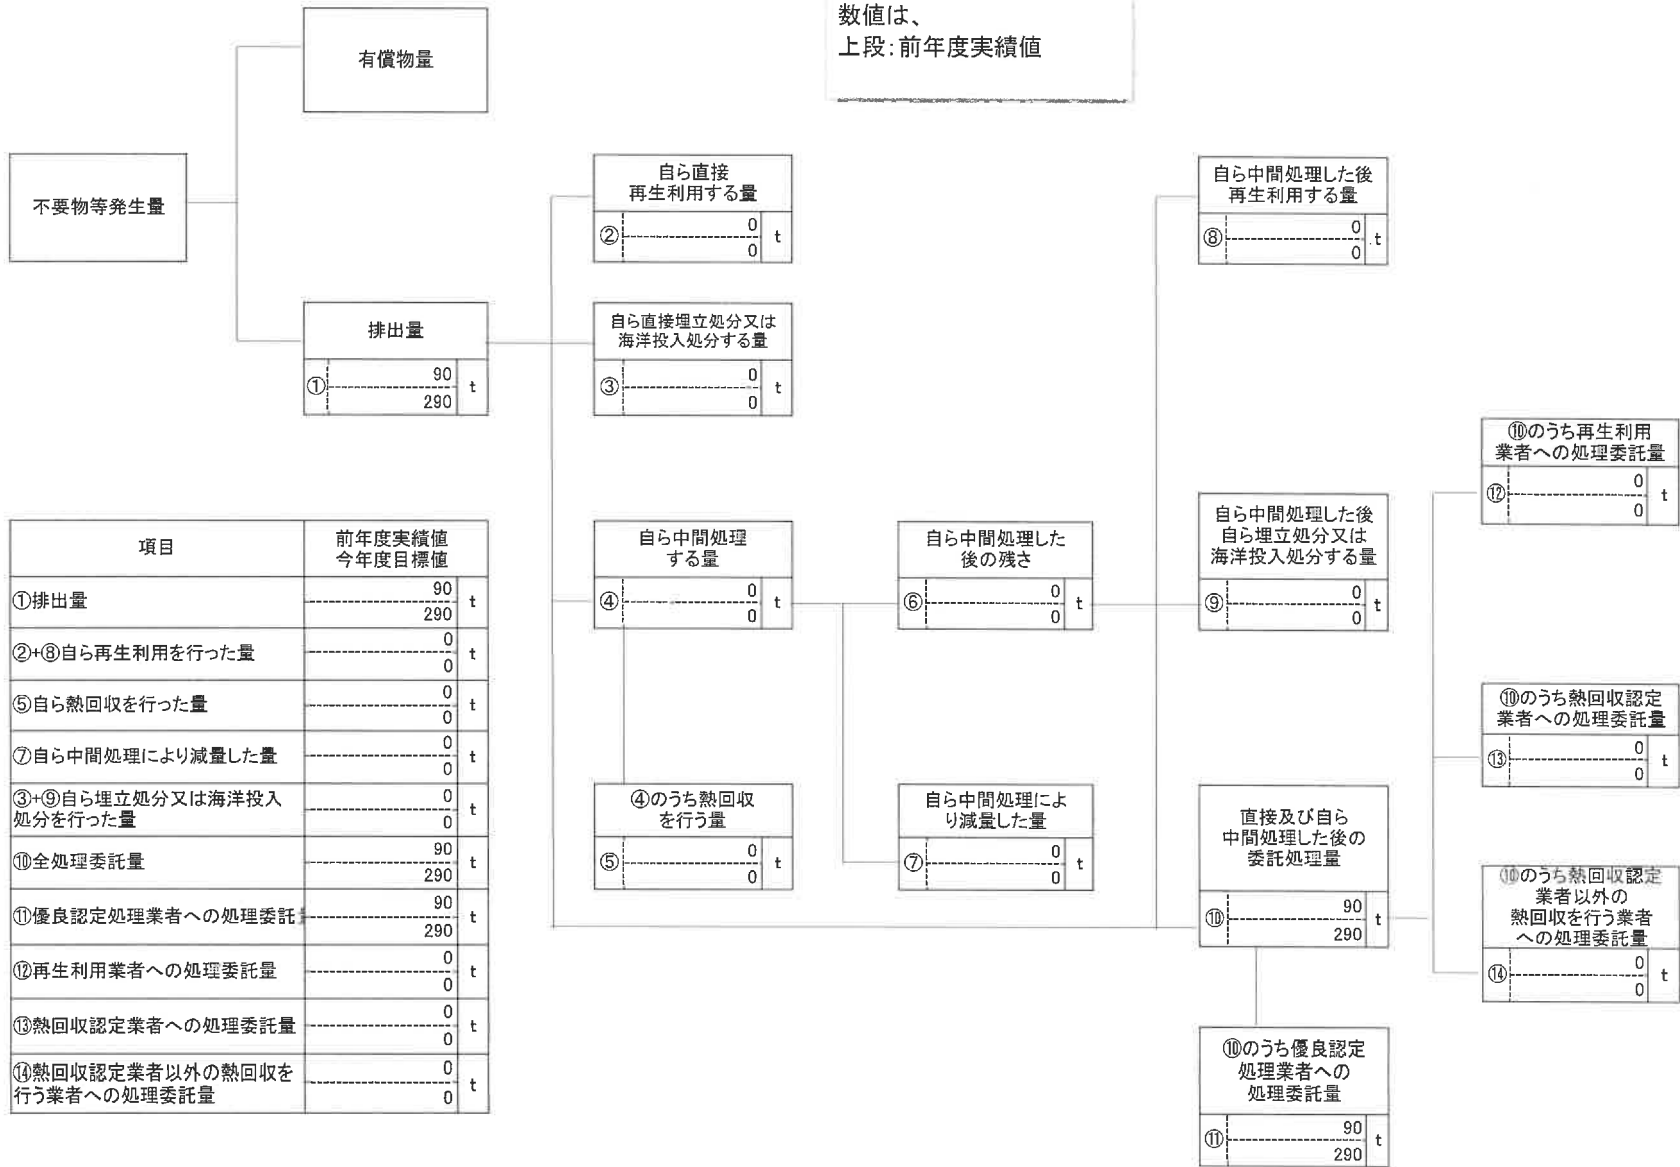 数値は、
上段:前年度実績値
有償物量
不要物等発生量
排出量
①
90
290
t
自ら直接
再生利用する量
②
0
0
t
自ら直接埋立処分又は
海洋投入処分する量
③
0
0
t
自ら中間処理
する量
④
0
0
t
④のうち熱回収
を行う量
⑤
0
0
t
自ら中間処理した
後の残さ
⑥
0
0
t
自ら中間処理によ
り減量した量
⑦
0
0
t
自ら中間処理した後
再生利用する量
⑧
0
0
t
自ら中間処理した後
自ら埋立処分又は
海洋投入処分する量
⑨
0
0
t
直接及び自ら
中間処理した後の
委託処理量
⑩
90
290
t
⑩のうち優良認定
処理業者への
処理委託量
⑪
90
290
t
⑩のうち再生利用
業者への処理委託量
⑫
0
0
t
⑩のうち熱回収認定
業者への処理委託量
⑬
0
0
t
⑩のうち熱回収認定
業者以外の
熱回収を行う業者
への処理委託量
⑭
0
0
t
項目
前年度実績値
今年度目標値
①排出量
90
290
t
②+⑧自ら再生利用を行った量
0
0
t
⑤自ら熱回収を行った量
0
0
t
⑦自ら中間処理により減量した量
0
0
t
③+⑨自ら埋立処分又は海洋投入
処分を行った量
0
0
t
⑩全処理委託量
90
290
t
⑪優良認定処理業者への処理委託
90
290
t
⑫再生利用業者への処理委託量
0
0
t
⑬熱回収認定業者への処理委託量
0
0
t
⑭熱回収認定業者以外の熱回収を
行う業者への処理委託量
0
0
t